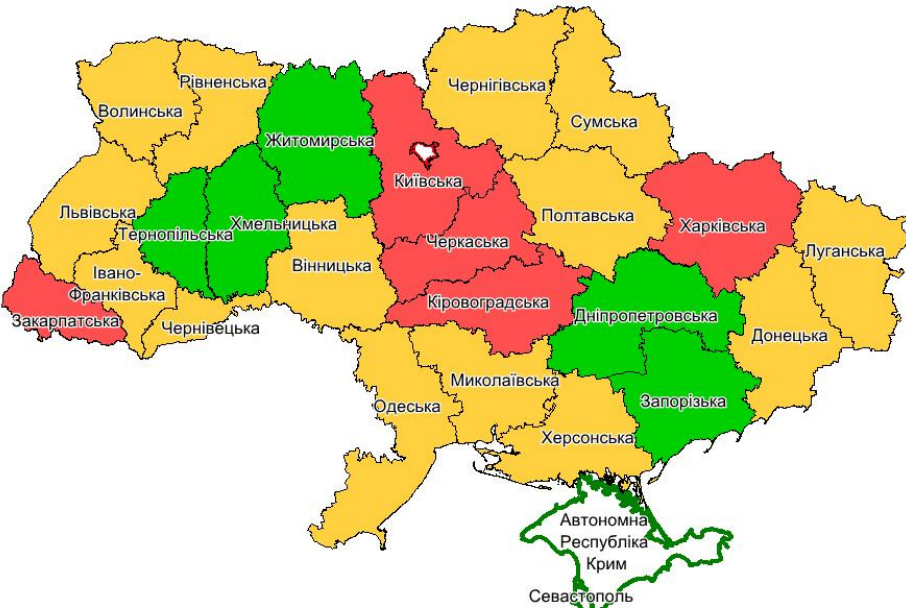 Чернігівська
Рівненська
Волинська
Сумська
Житомирська
Київська
Львівська
Полтавська
Харківська
Тернопільська
Хмельницька
Черкаська
Луганська
Вінницька
Івано-
Франківська
Кіровоградська
Закарпатська
Чернівецька
Дніпропетровська
Донецька
Миколаївська
Одеська
Запорізька
Херсонська
Автономна
Республіка
Крим
Севастополь